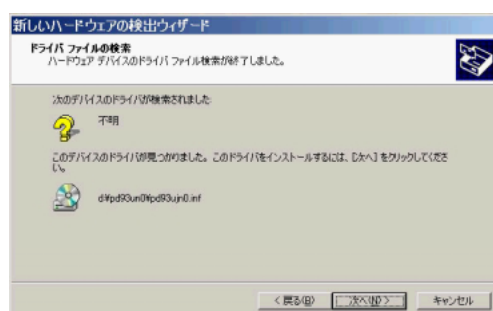 新しいハードウェアの検出ウィザード
ドライバ ファイルの検索
ハードウェア デバイスのドライバ ファイル検索が終了しました。
次のデバイスのドライバが検索されました
不明
このデバイスのドライバが見つかりました。このドライバをインストールするには、[次へ] をクリックしてくださ
い。
d:¥pd93un0¥pd93ujn0.inf
< 戻る(B)
次へ(N) >
キャンセル